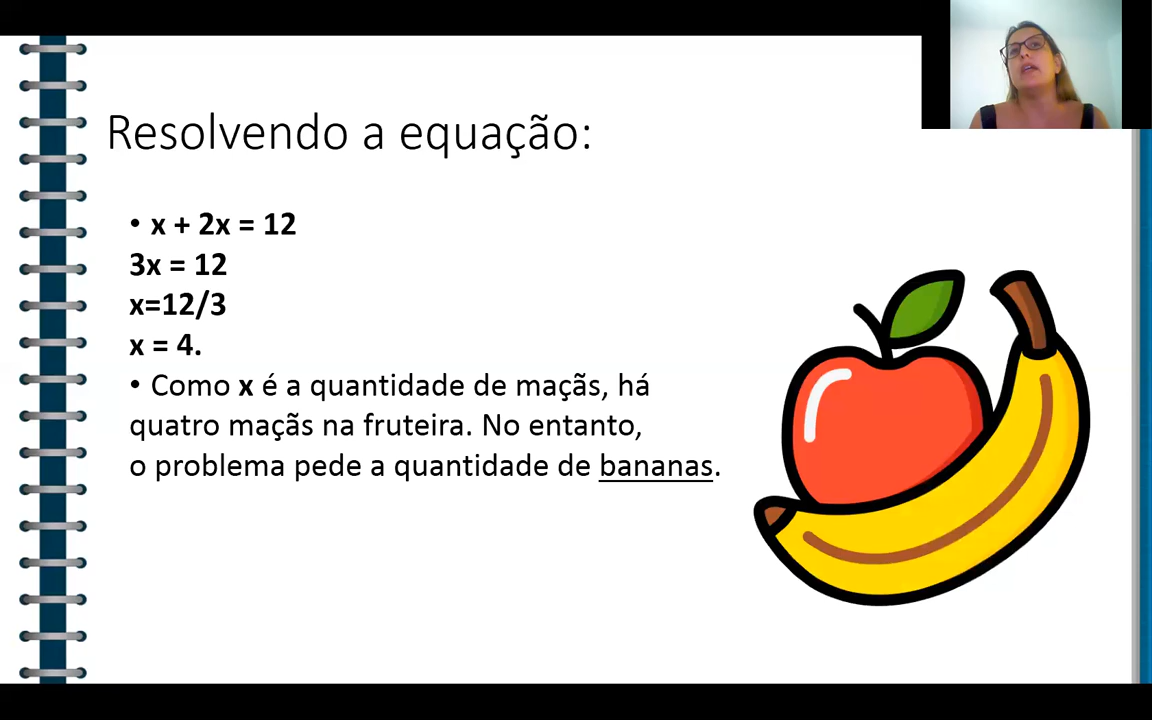 Resolvendo a equação:
• x + 2x = 12
3x = 12
x=12/3
x = 4.
• Como x é a quantidade de maçãs, há
quatro maçãs na fruteira. No entanto,
o problema pede a quantidade de bananas.